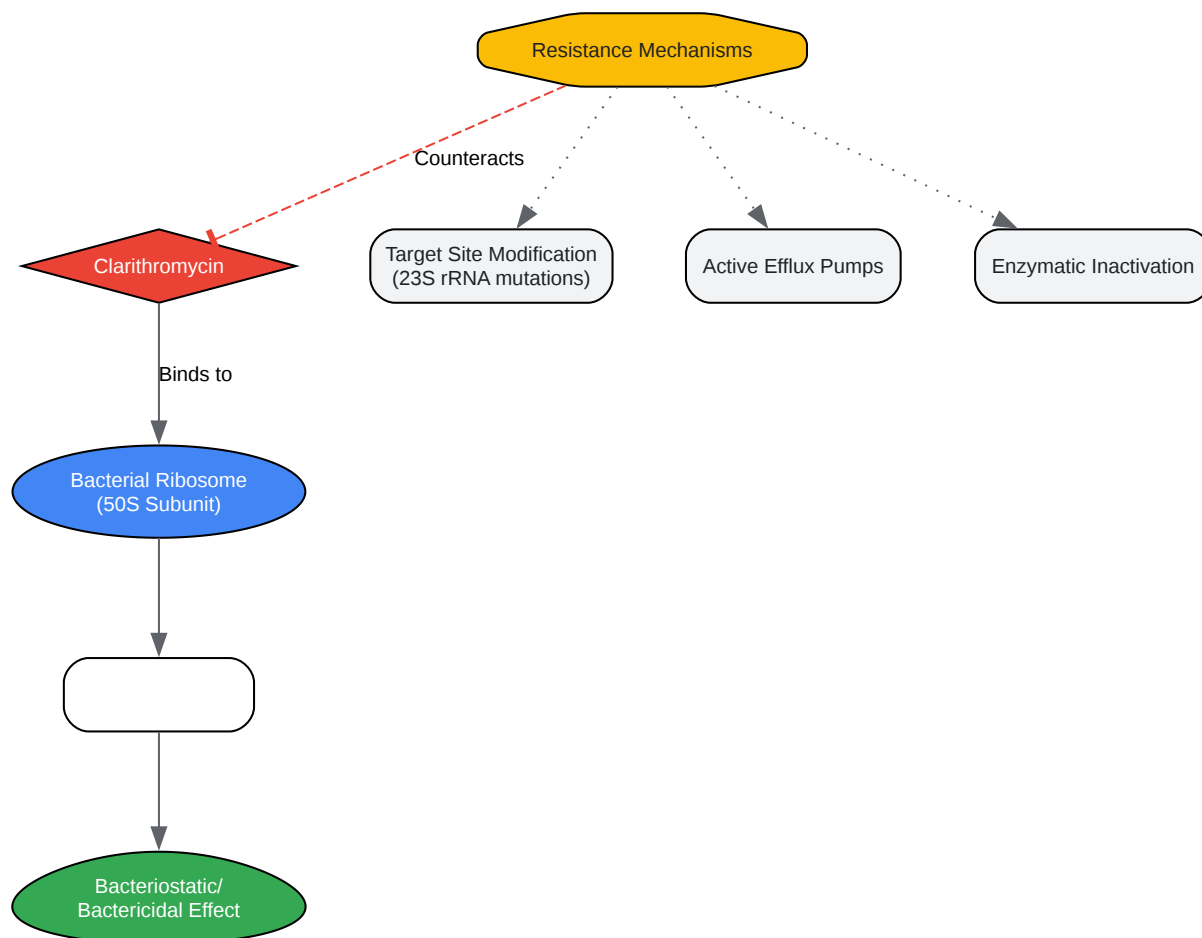 Resistance Mechanisms
Counteracts
Clarithromycin
Target Site Modification
(23S rRNA mutations)
Active Efflux Pumps
Enzymatic Inactivation
Binds to
Bacterial Ribosome
(50S Subunit)
Bacteriostatic/
Bactericidal Effect